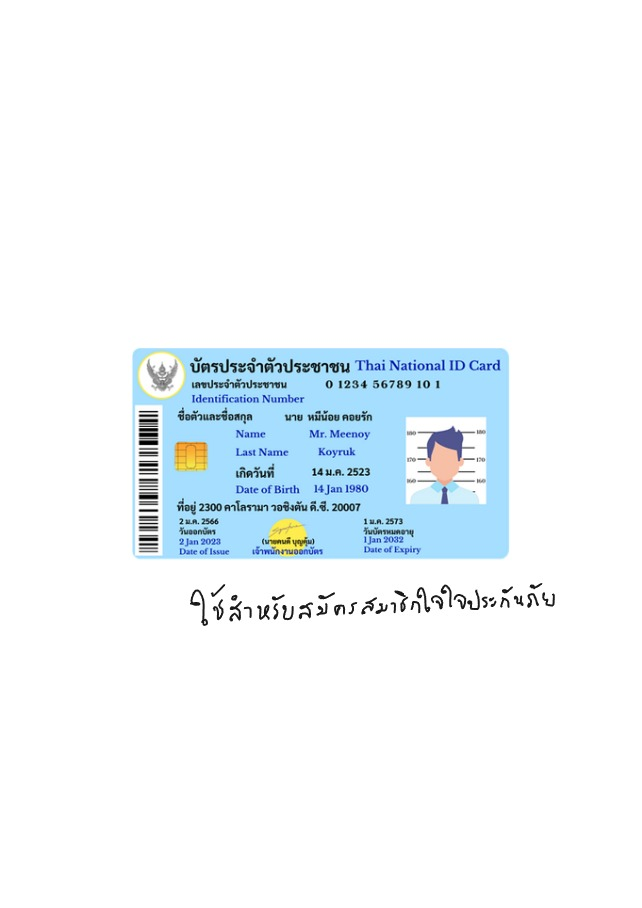 บัตรประจำตัวประชาชน Thai National ID Card
เลขประจำตัวประชาชน 0 1234 56789 10 1
Identification Number
ชื่อตัวและชื่อสกุล นาย หมีน้อย คอยรัก
Name Mr. Meenoy
Last Name Koyruk
เกิดวันที่ 14 ม.ค. 2523
Date of Birth 14 Jan 1980
ที่อยู่ 2300 คาโลรามา วอชิงตัน ดี.ซี. 20007
2 ม.ค. 2566
วันออกบัตร
2 Jan 2023
Date of Issue
(นายคนดี บุญคุ้ม)
เจ้าพนักงานออกบัตร
1 ม.ค. 2573
วันบัตรหมดอายุ
1 Jan 2032
Date of Expiry
180 180
170 170
160 160
ใช้สำหรับสมัครสมาชิกใจใจประกันภัย